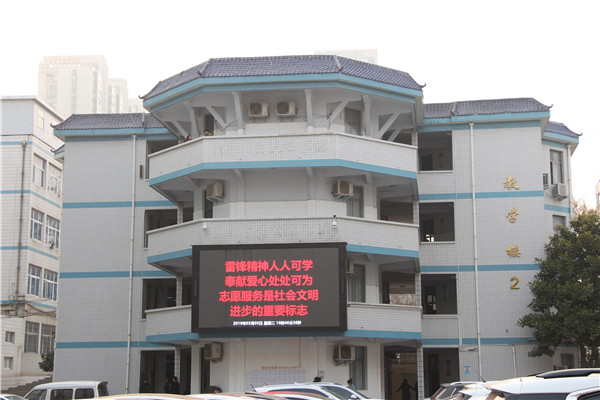 雷锋精神人人可学
奉献爱心处处可为
志愿服务是社会文明
进步的重要标志
教学楼2